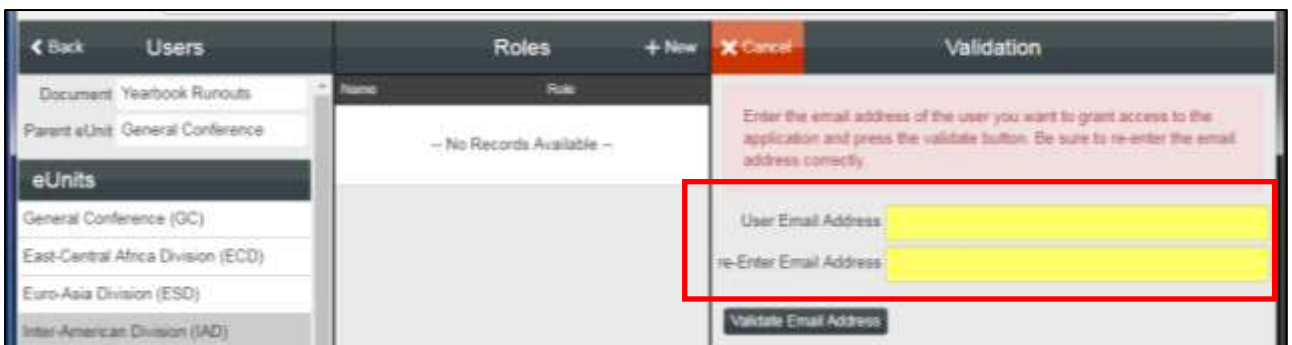 Back Users
Document Yearbook Runouts
Parent eUnit General Conference
eUnits
General Conference (GC)
East-Central Africa Division (ECD)
Euro-Asia Division (ESD)
Inter-American Division (IAD)
Roles + New
Name Role
-- No Records Available --
Cancel Validation
Enter the email address of the user you want to grant access to the
application and press the validate button. Be sure to re-enter the email
address correctly.
User Email Address
re-Enter Email Address
Validate Email Address